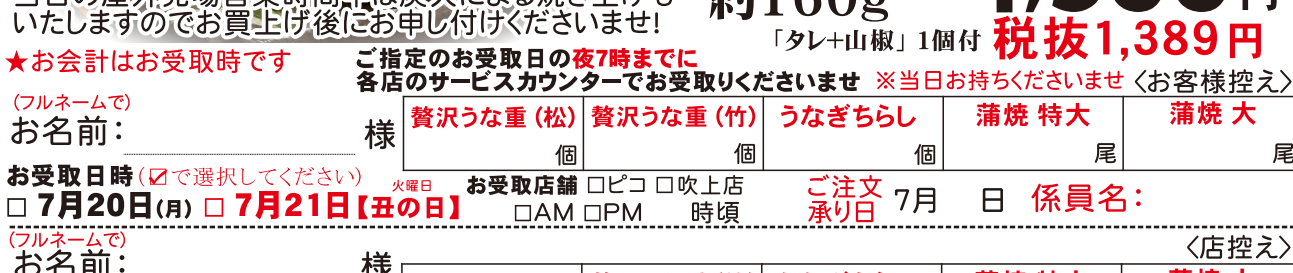 いたしますのでお買上げ後にお申し付けくださいませ!
約160g
「タレ+山椒」1個付 税抜1,389円
★お会計はお受取時です
ご指定のお受取日の夜7時までに
各店のサービスカウンターでお受取りくださいませ ※当日お持ちくださいませ 〈お客様控え〉
(フルネームで)
お名前: 様
贅沢うな重(松) 贅沢うな重(竹) うなぎちらし 蒲焼 特大 蒲焼 大
個 個 個 尾 尾
お受取日時(☑で選択してください)
□ 7月20日(月) □ 7月21日【丑の日】
火曜日
お受取店舗 □ピコ □吹上店
□AM □PM 時頃
ご注文承り日 7月 日 係員名:
〈店控え〉
(フルネームで)
お名前: 様